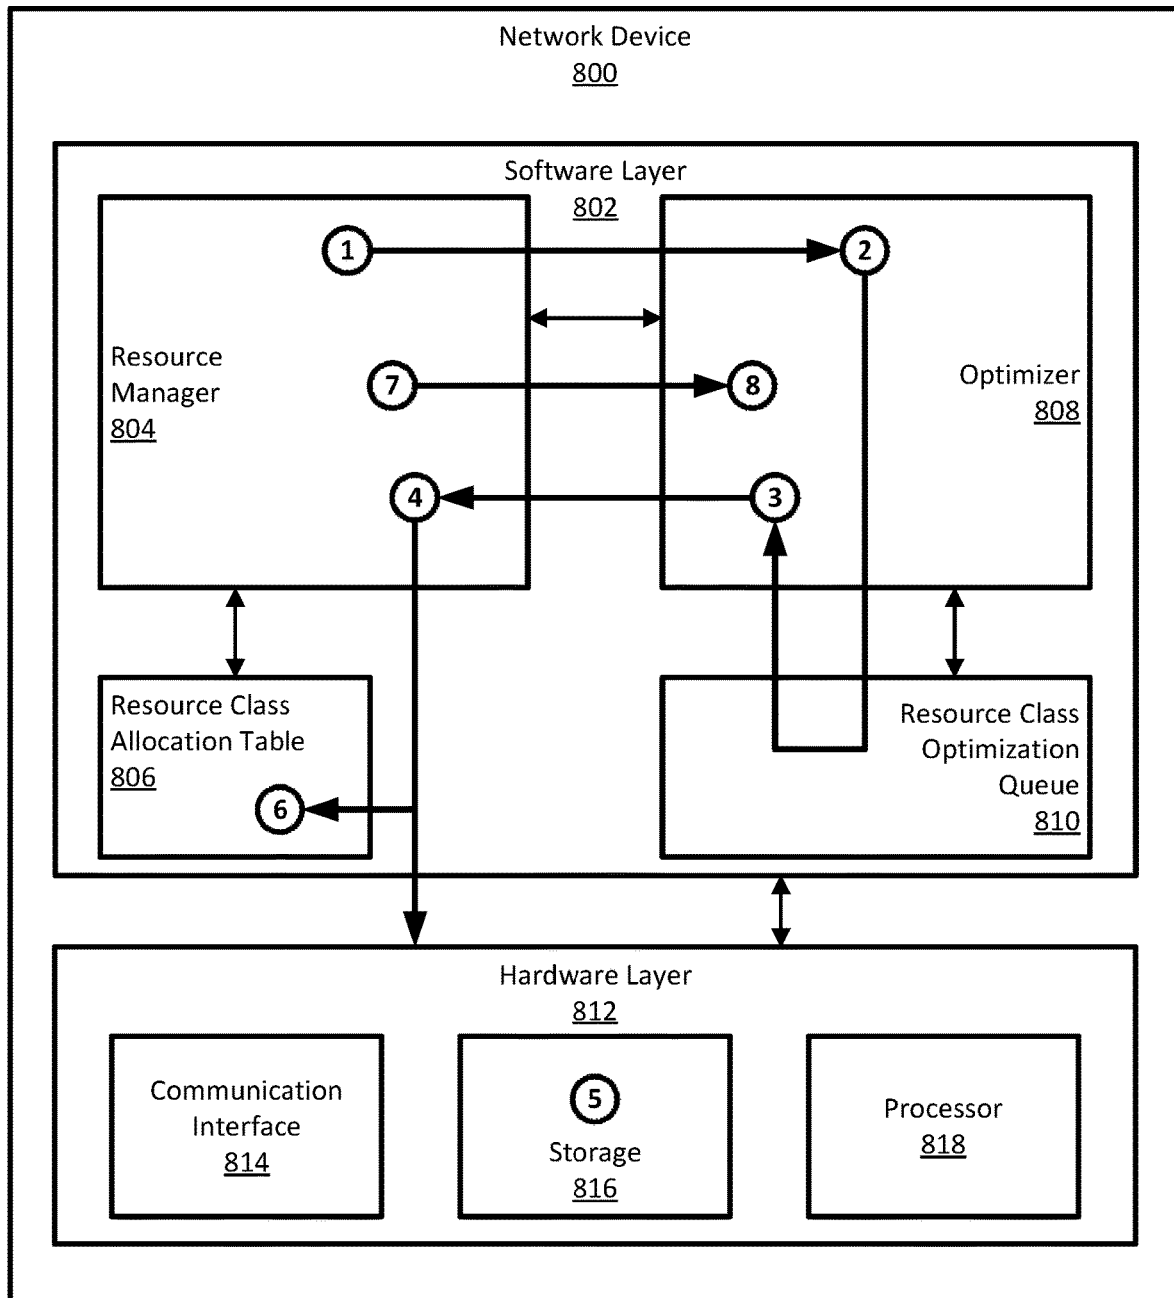 Network Device
800
Software Layer
802
1
2
Resource
Manager
804
7
8
Optimizer
808
4
3
Resource Class
Allocation Table
806
6
Resource Class
Optimization
Queue
810
Hardware Layer
812
Communication
Interface
814
5
Storage
816
Processor
818